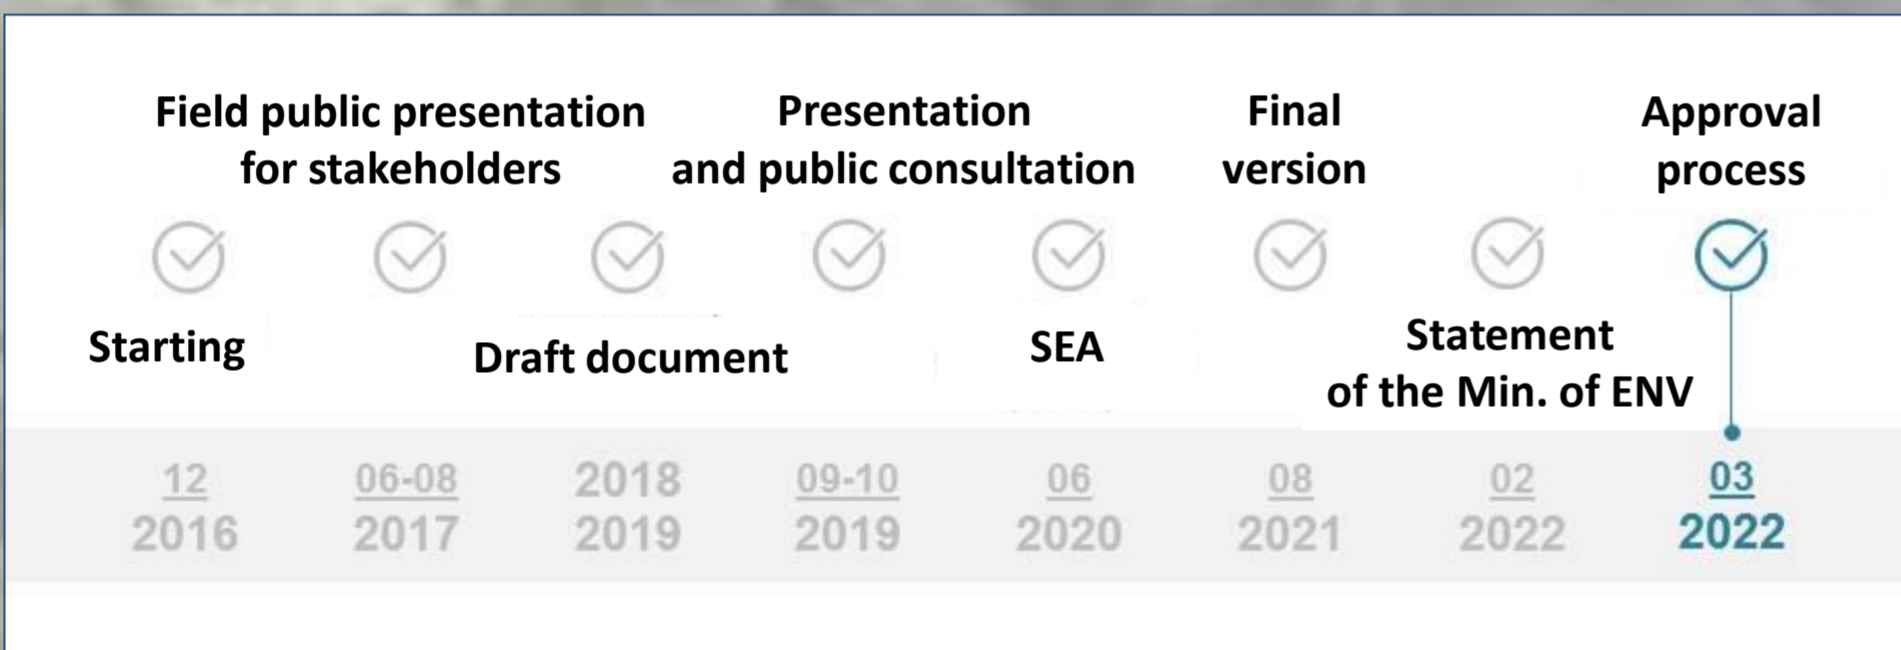 Field public presentation
for stakeholders
Presentation
and public consultation
Final
version
Approval
process
Starting
Draft document
SEA
Statement
of the Min. of ENV
12
2016
06-08
2017
2018
2019
09-10
2019
06
2020
08
2021
02
2022
03
2022